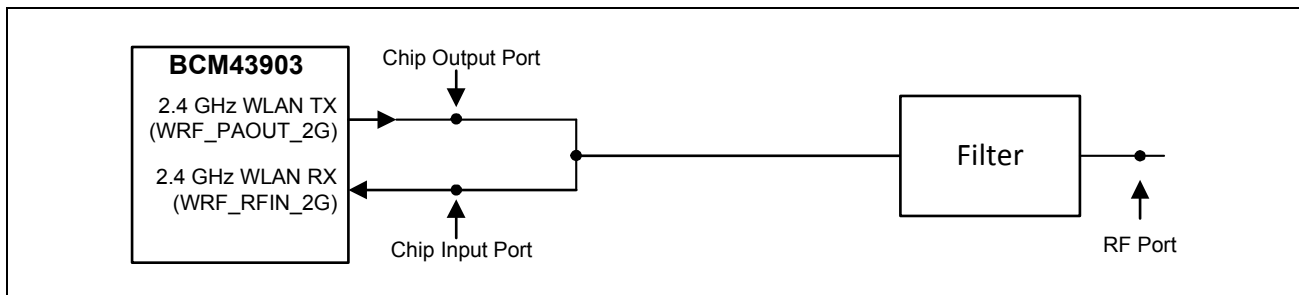 BCM43903
Chip Output Port
2.4 GHz WLAN TX
(WRF_PAOUT_2G)
2.4 GHz WLAN RX
(WRF_RFIN_2G)
Chip Input Port
Filter
RF Port